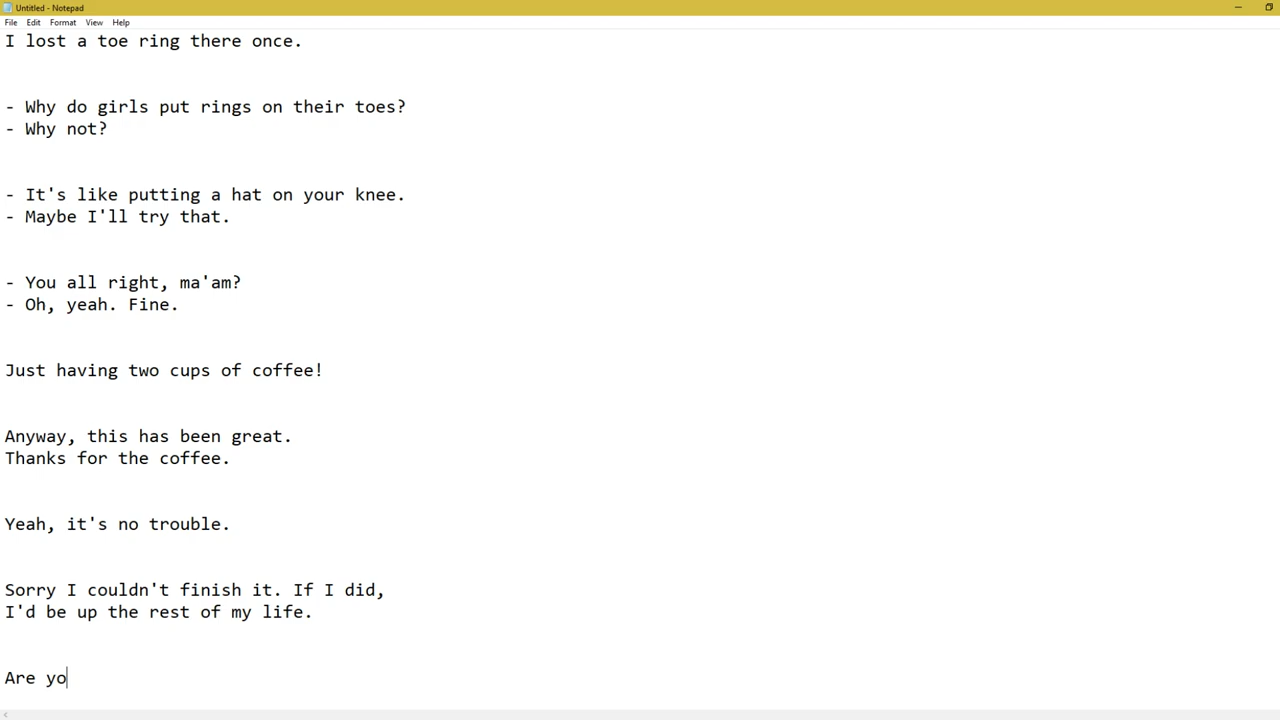 Untitled - Notepad
File Edit Format View Help
I lost a toe ring there once.
- Why do girls put rings on their toes?
- Why not?
- It's like putting a hat on your knee.
- Maybe I'll try that.
- You all right, ma'am?
- Oh, yeah. Fine.
Just having two cups of coffee!
Anyway, this has been great.
Thanks for the coffee.
Yeah, it's no trouble.
Sorry I couldn't finish it. If I did,
I'd be up the rest of my life.
Are yo